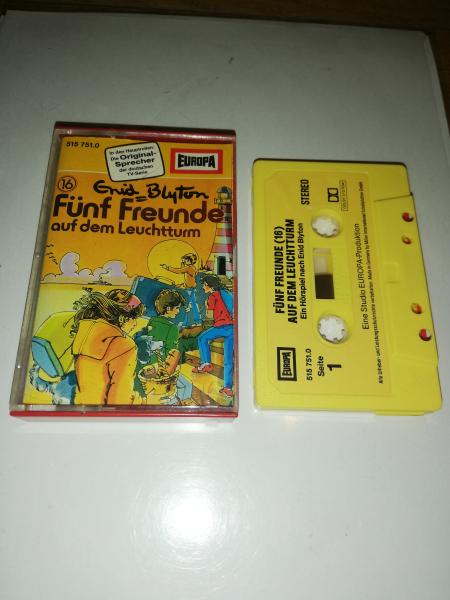 515 751.0
In den Hauptrollen:
Die Original-
Sprecher
der deutschen
TV-Serie
EUROPA
16
Enid Blyton
Fünf Freunde
auf dem Leuchtturm
STEREO
FÜNF FREUNDE (16)
AUF DEM LEUCHTTURM
Ein Hörspiel nach Enid Blyton
EUROPA
515 751.0
Seite
1
Eine Studio EUROPA-Produktion